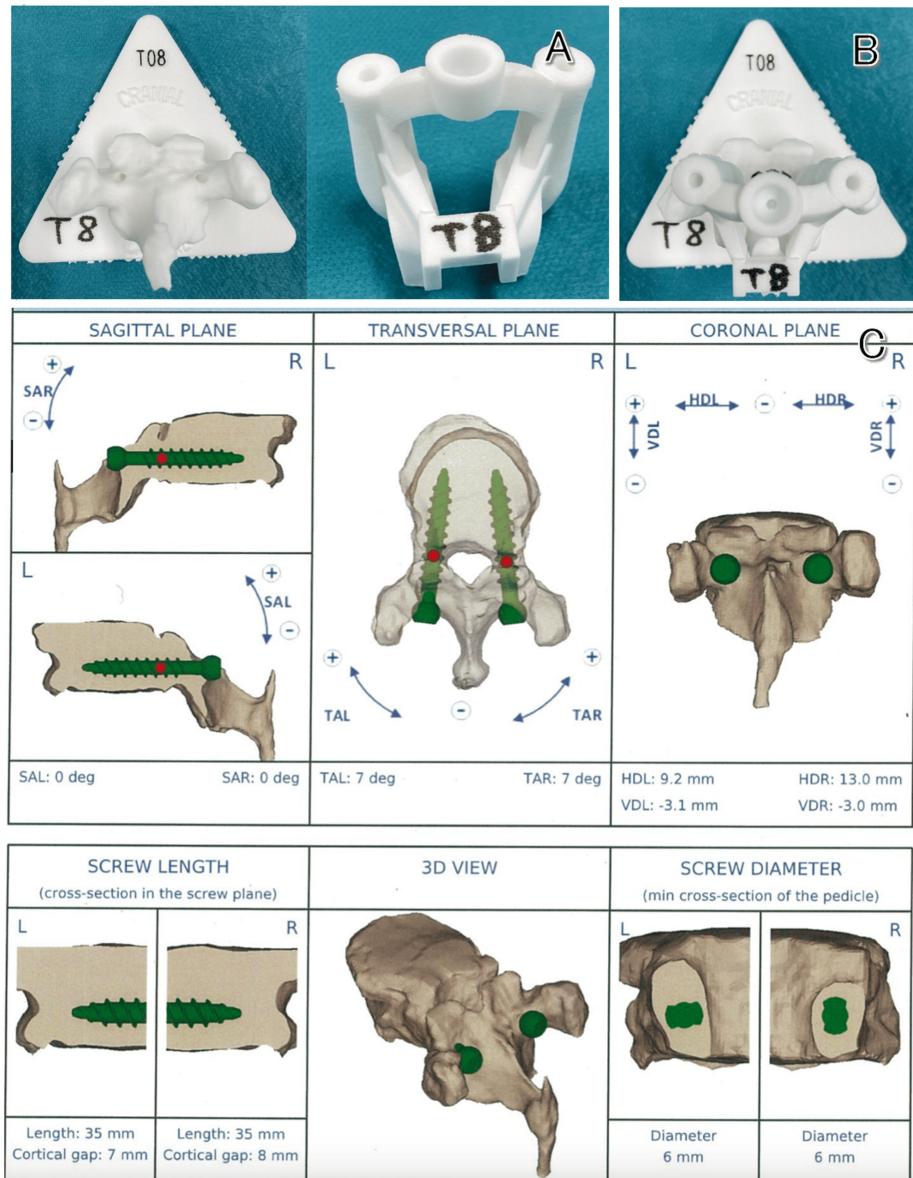 T08
CRANIAL
T8
A
T8
B
T08
CRANIAL
T8
T8
C
SAGITTAL PLANE
TRANSVERSAL PLANE
CORONAL PLANE
R
+
SAR
−
L
+
SAL
−
L
R
+
TAL
−
+
TAR
L
R
+
HDL
−
HDR
+
VDL
VDR
−
−
SAL: 0 deg
SAR: 0 deg
TAL: 7 deg
TAR: 7 deg
HDL: 9.2 mm
HDR: 13.0 mm
VDL: -3.1 mm
VDR: -3.0 mm
SCREW LENGTH
(cross-section in the screw plane)
3D VIEW
SCREW DIAMETER
(min cross-section of the pedicle)
L
R
L
R
Length: 35 mm
Cortical gap: 7 mm
Length: 35 mm
Cortical gap: 8 mm
Diameter
6 mm
Diameter
6 mm